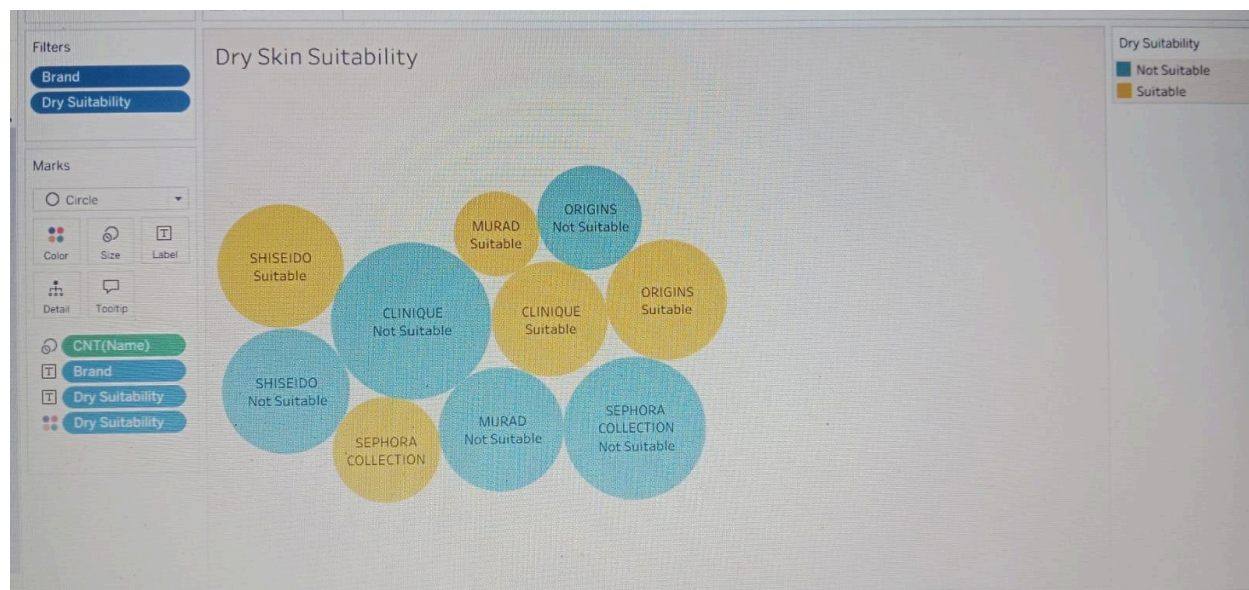 Filters
Brand
Dry Suitability
Marks
Circle
Color
Size
Label
Detail
Tooltip
CNT(Name)
Brand
Dry Suitability
Dry Suitability
Dry Skin Suitability
MURAD
Suitable
ORIGINS
Not Suitable
SHISEIDO
Suitable
CLINIQUE
Not Suitable
CLINIQUE
Suitable
ORIGINS
Suitable
SHISEIDO
Not Suitable
SEPHORA
COLLECTION
MURAD
Not Suitable
SEPHORA
COLLECTION
Not Suitable
Dry Suitability
Not Suitable
Suitable